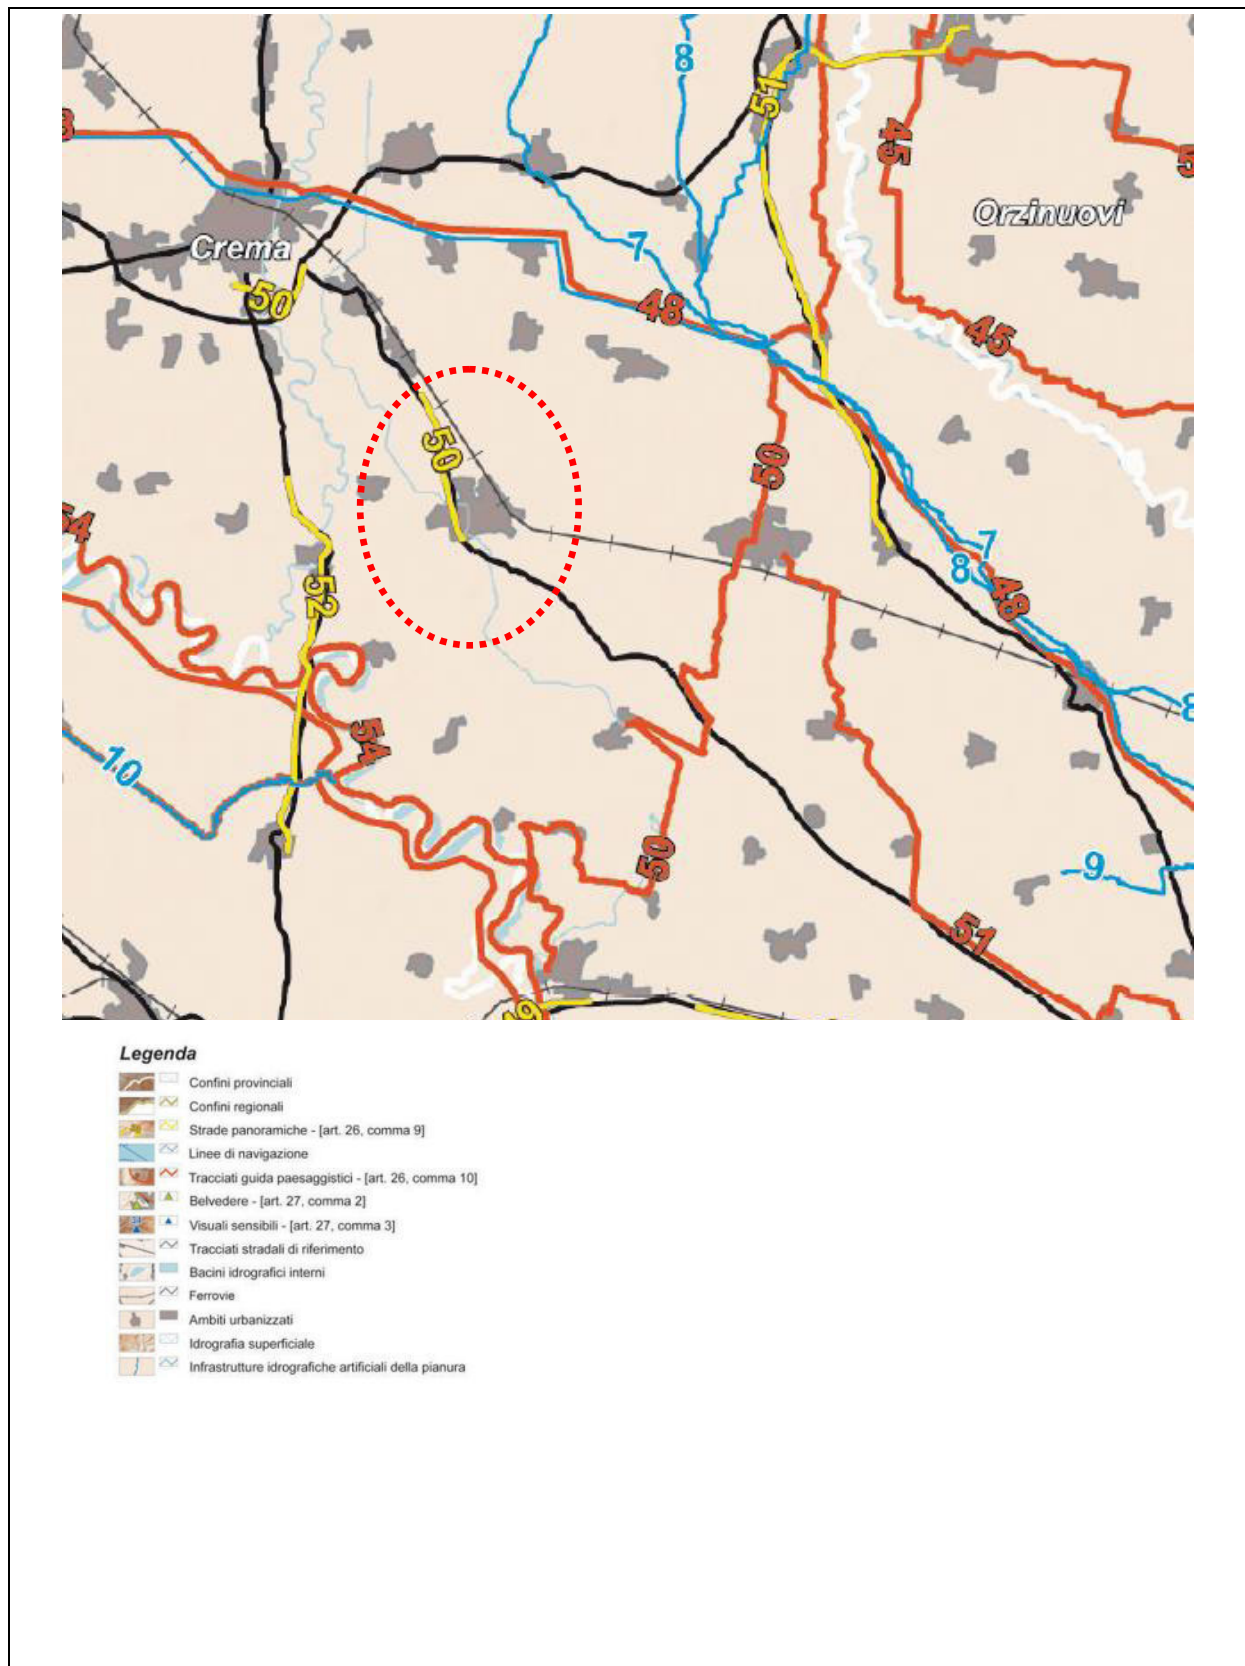 8
51
45
5
Orzinuovi
Crema
7
50
48
45
50
50
54
7
8
48
52
54
8
10
50
9
51
49
Legenda
Confini provinciali
Confini regionali
Strade panoramiche - [art. 26, comma 9]
Linee di navigazione
Tracciati guida paesaggistici - [art. 26, comma 10]
Belvedere - [art. 27, comma 2]
Visuali sensibili - [art. 27, comma 3]
Tracciati stradali di riferimento
Bacini idrografici interni
Ferrovie
Ambiti urbanizzati
Idrografia superficiale
Infrastrutture idrografiche artificiali della pianura